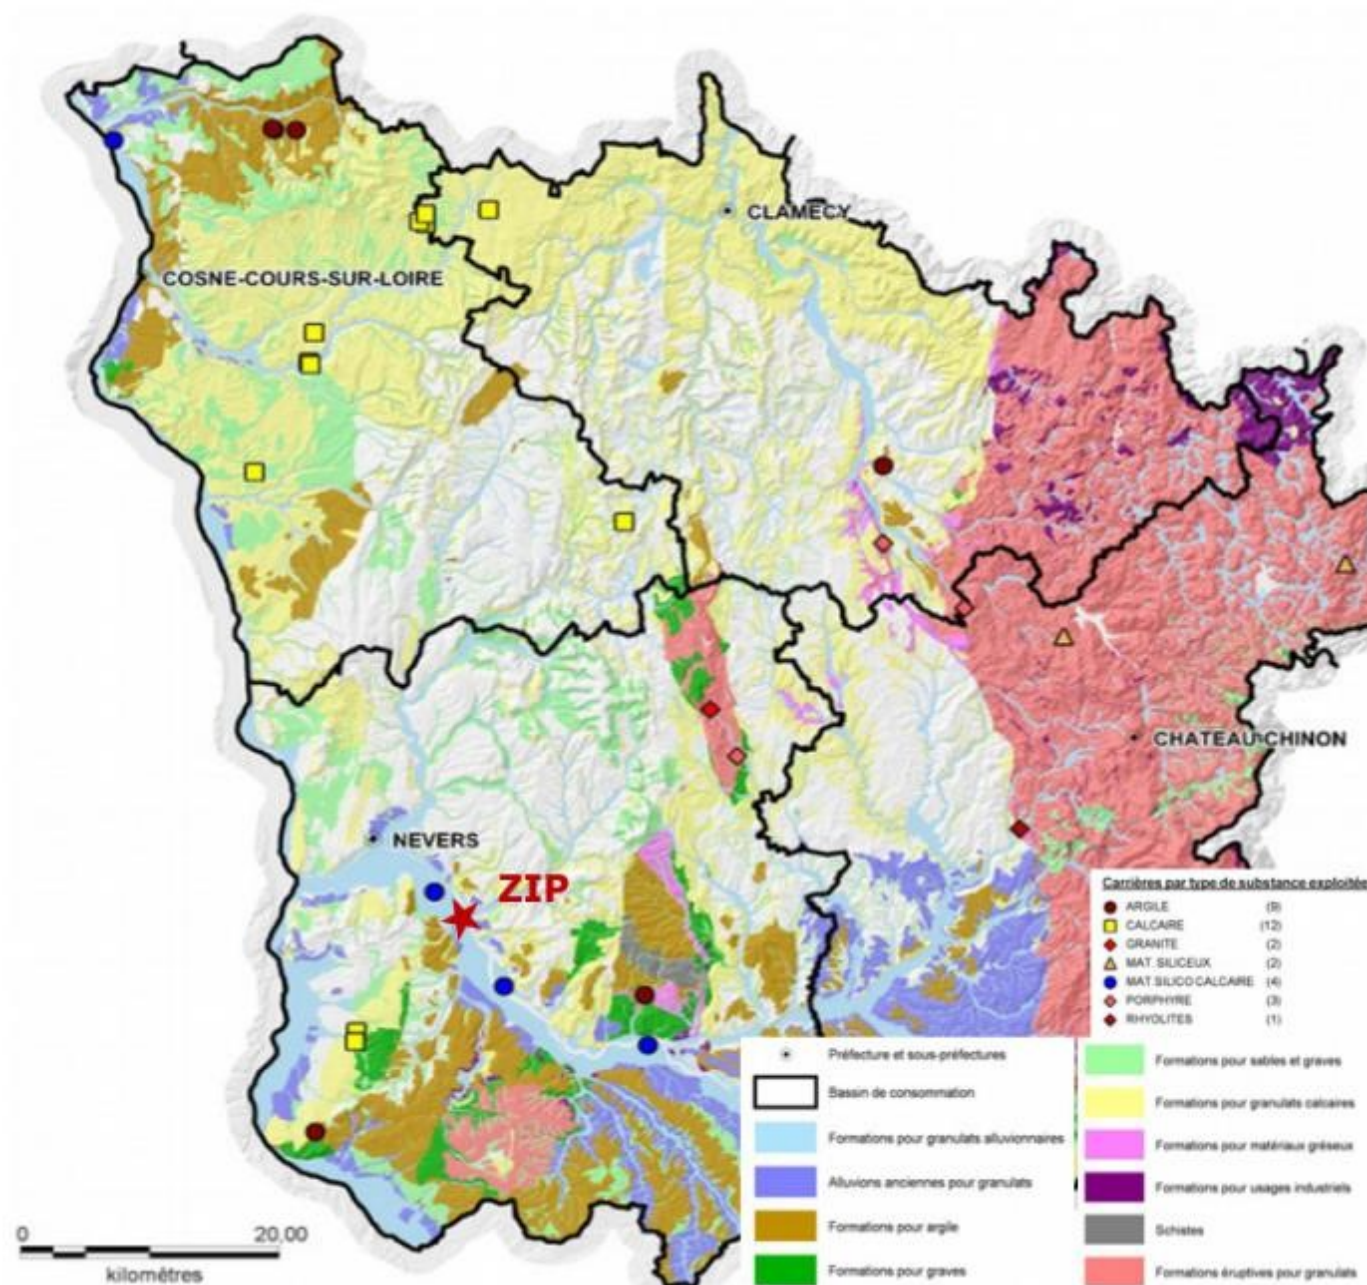 CLAMECY
COSNE-COURS-SUR-LOIRE
CHATEAU CHINON
NEVERS
ZIP
Carrières par type de substance exploitée
ARGILE (9)
CALCAIRE (12)
GRANITE (2)
MAT. SILICEUX (2)
MAT.SILICO CALCAIRE (4)
PORPHYRE (3)
RHYOLITES (1)
Préfecture et sous-préfectures
Bassin de consommation
Formations pour granulats alluvionnaires
Alluvions anciennes pour granulats
Formations pour argile
Formations pour graves
Formations pour sables et graves
Formations pour granulats calcaires
Formations pour matériaux gréseux
Formations pour usages industriels
Schistes
Formations éruptives pour granulats
0 20,00
kilomètres